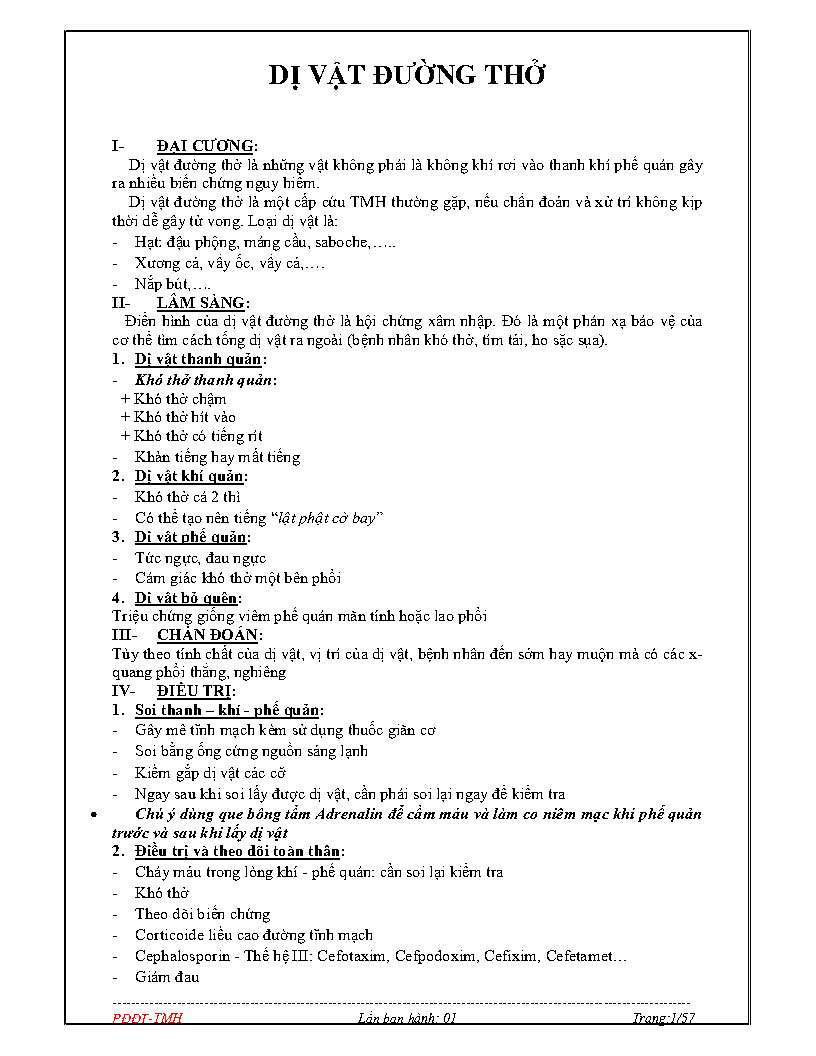 DỊ VẬT ĐƯỜNG THỞ
I- ĐẠI CƯƠNG:
Dị vật đường thở là những vật không phải là không khí rơi vào thanh khí phế quản gây
ra nhiều biến chứng nguy hiểm.
Dị vật đường thở là một cấp cứu TMH thường gặp, nếu chẩn đoán và xử trí không kịp
thời dễ gây tử vong. Loại dị vật là:
- Hạt: đậu phộng, mãng cầu, saboche,…..
- Xương cá, vẩy ốc, vẩy cá,….
- Nắp bút,….
II- LÂM SÀNG:
Điển hình của dị vật đường thở là hội chứng xâm nhập. Đó là một phản xạ bảo vệ của
cơ thể tìm cách tống dị vật ra ngoài (bệnh nhân khó thở, tím tái, ho sặc sụa).
1. Dị vật thanh quản:
- Khó thở thanh quản:
+ Khó thở chậm
+ Khó thở hít vào
+ Khó thở có tiếng rít
- Khàn tiếng hay mất tiếng
2. Dị vật khí quản:
- Khó thở cả 2 thì
- Có thể tạo nên tiếng “lật phật cờ bay”
3. Dị vật phế quản:
- Tức ngực, đau ngực
- Cảm giác khó thở một bên phổi
4. Dị vật bỏ quên:
Triệu chứng giống viêm phế quản mãn tính hoặc lao phổi
III- CHẨN ĐOÁN:
Tùy theo tính chất của dị vật, vị trí của dị vật, bệnh nhân đến sớm hay muộn mà có các x-
quang phổi thẳng, nghiêng
IV- ĐIỀU TRỊ:
1. Soi thanh – khí - phế quản:
- Gây mê tĩnh mạch kèm sử dụng thuốc giãn cơ
- Soi bằng ống cứng nguồn sáng lạnh
- Kiềm gắp dị vật các cỡ
- Ngay sau khi soi lấy được dị vật, cần phải soi lại ngay để kiểm tra
• Chú ý dùng que bông tẩm Adrenalin để cầm máu và làm co niêm mạc khí phế quản
trước và sau khi lấy dị vật
2. Điều trị và theo dõi toàn thân:
- Chảy máu trong lòng khí - phế quản: cần soi lại kiểm tra
- Khó thở
- Theo dõi biến chứng
- Corticoide liều cao đường tĩnh mạch
- Cephalosporin - Thế hệ III: Cefotaxim, Cefpodoxim, Cefixim, Cefetamet…
- Giảm đau
PĐĐT-TMH Lần ban hành: 01 Trang:1/57